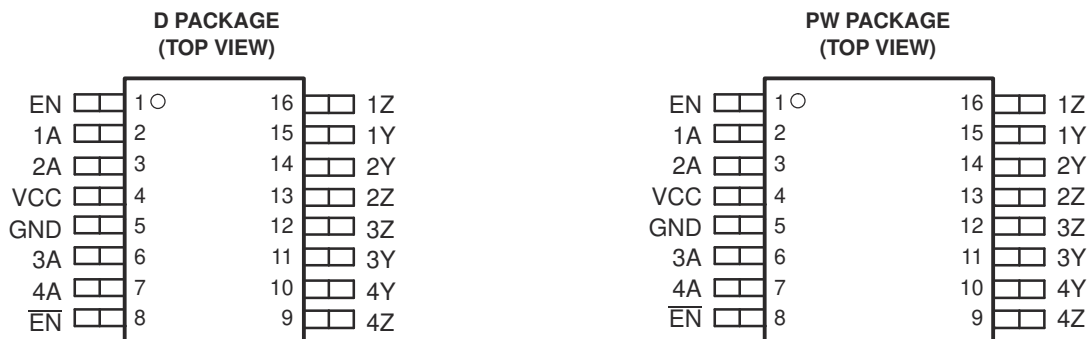 D PACKAGE
(TOP VIEW)
EN 1 16 1Z
1A 2 15 1Y
2A 3 14 2Y
VCC 4 13 2Z
GND 5 12 3Z
3A 6 11 3Y
4A 7 10 4Y
E̅N̅ 8 9 4Z
PW PACKAGE
(TOP VIEW)
EN 1 16 1Z
1A 2 15 1Y
2A 3 14 2Y
VCC 4 13 2Z
GND 5 12 3Z
3A 6 11 3Y
4A 7 10 4Y
E̅N̅ 8 9 4Z